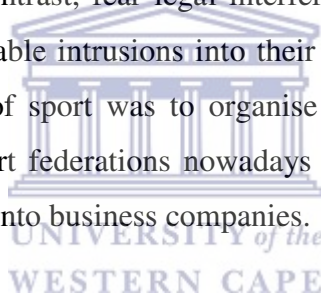 ntrast, fear legal interfer
able intrusions into their
of sport was to organise
rt federations nowadays
into business companies.
UNIVERSITY of the
WESTERN CAPE